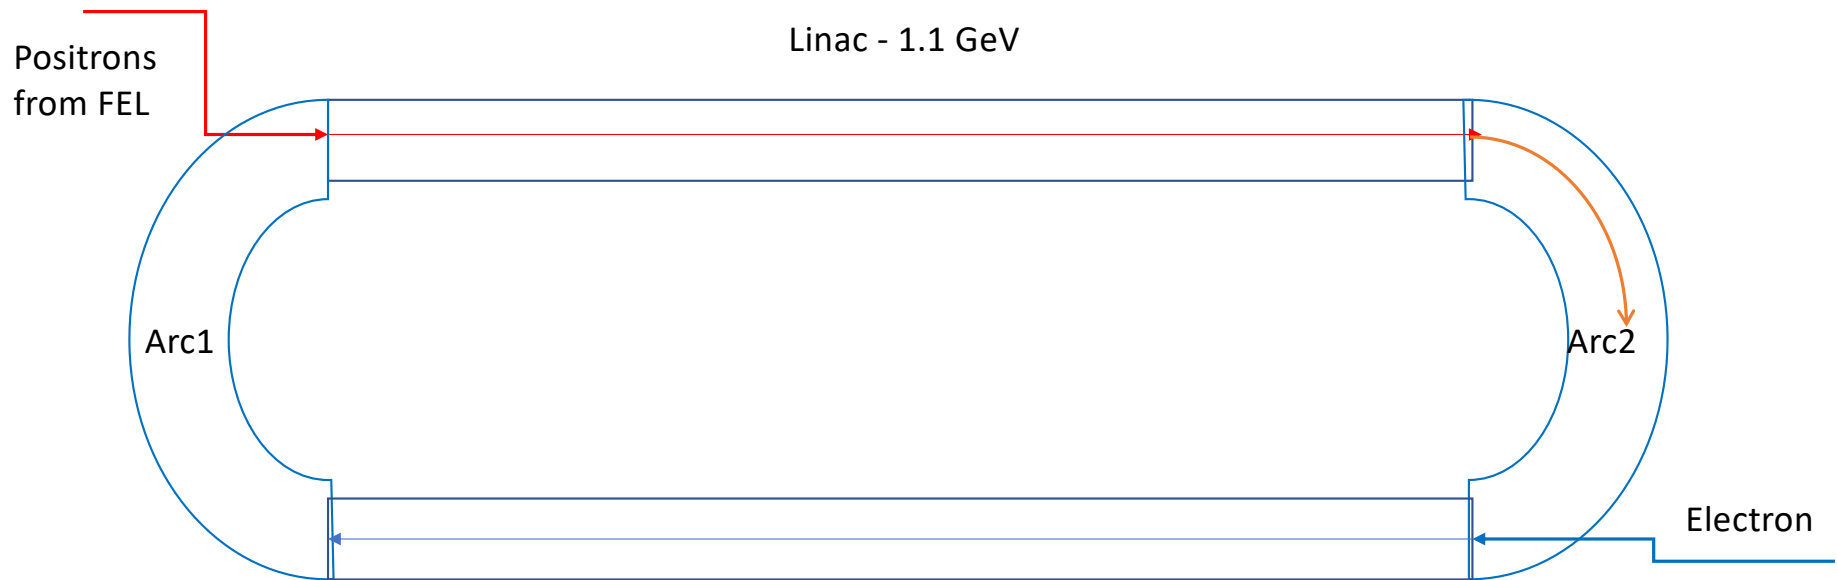 Linac - 1.1 GeV
Positrons
from FEL
Arc1
Arc2
Electron